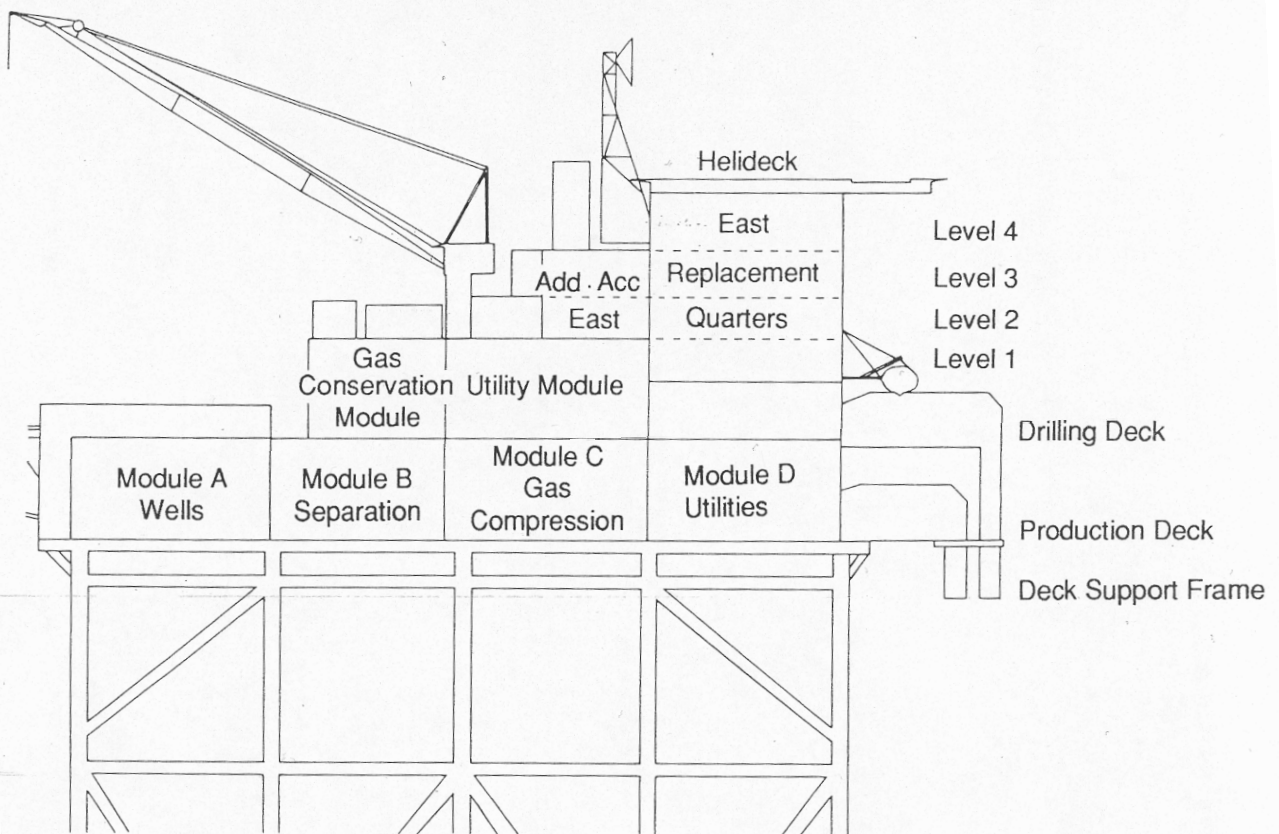 Helideck
East
Level 4
Add . Acc
Replacement
Level 3
East
Quarters
Level 2
Gas
Conservation
Module
Utility Module
Level 1
Drilling Deck
Module A
Wells
Module B
Separation
Module C
Gas
Compression
Module D
Utilities
Production Deck
Deck Support Frame